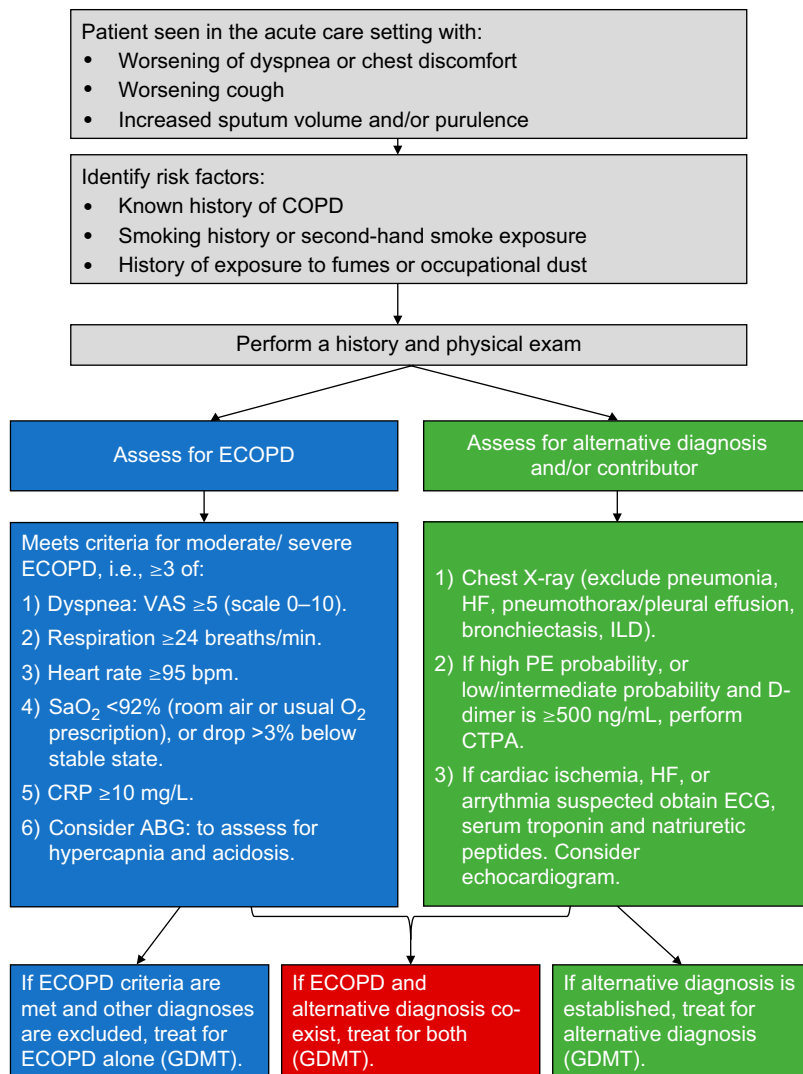 Patient seen in the acute care setting with:
• Worsening of dyspnea or chest discomfort
• Worsening cough
• Increased sputum volume and/or purulence
Identify risk factors:
• Known history of COPD
• Smoking history or second-hand smoke exposure
• History of exposure to fumes or occupational dust
Perform a history and physical exam
Assess for ECOPD
Assess for alternative diagnosis
and/or contributor
Meets criteria for moderate/ severe
ECOPD, i.e., ≥3 of:
1) Dyspnea: VAS ≥5 (scale 0–10).
2) Respiration ≥24 breaths/min.
3) Heart rate ≥95 bpm.
4) SaO₂ <92% (room air or usual O₂
prescription), or drop >3% below
stable state.
5) CRP ≥10 mg/L.
6) Consider ABG: to assess for
hypercapnia and acidosis.
1) Chest X-ray (exclude pneumonia,
HF, pneumothorax/pleural effusion,
bronchiectasis, ILD).
2) If high PE probability, or
low/intermediate probability and D-
dimer is ≥500 ng/mL, perform
CTPA.
3) If cardiac ischemia, HF, or
arrythmia suspected obtain ECG,
serum troponin and natriuretic
peptides. Consider
echocardiogram.
If ECOPD criteria are
met and other diagnoses
are excluded, treat for
ECOPD alone (GDMT).
If ECOPD and
alternative diagnosis co-
exist, treat for both
(GDMT).
If alternative diagnosis is
established, treat for
alternative diagnosis
(GDMT).